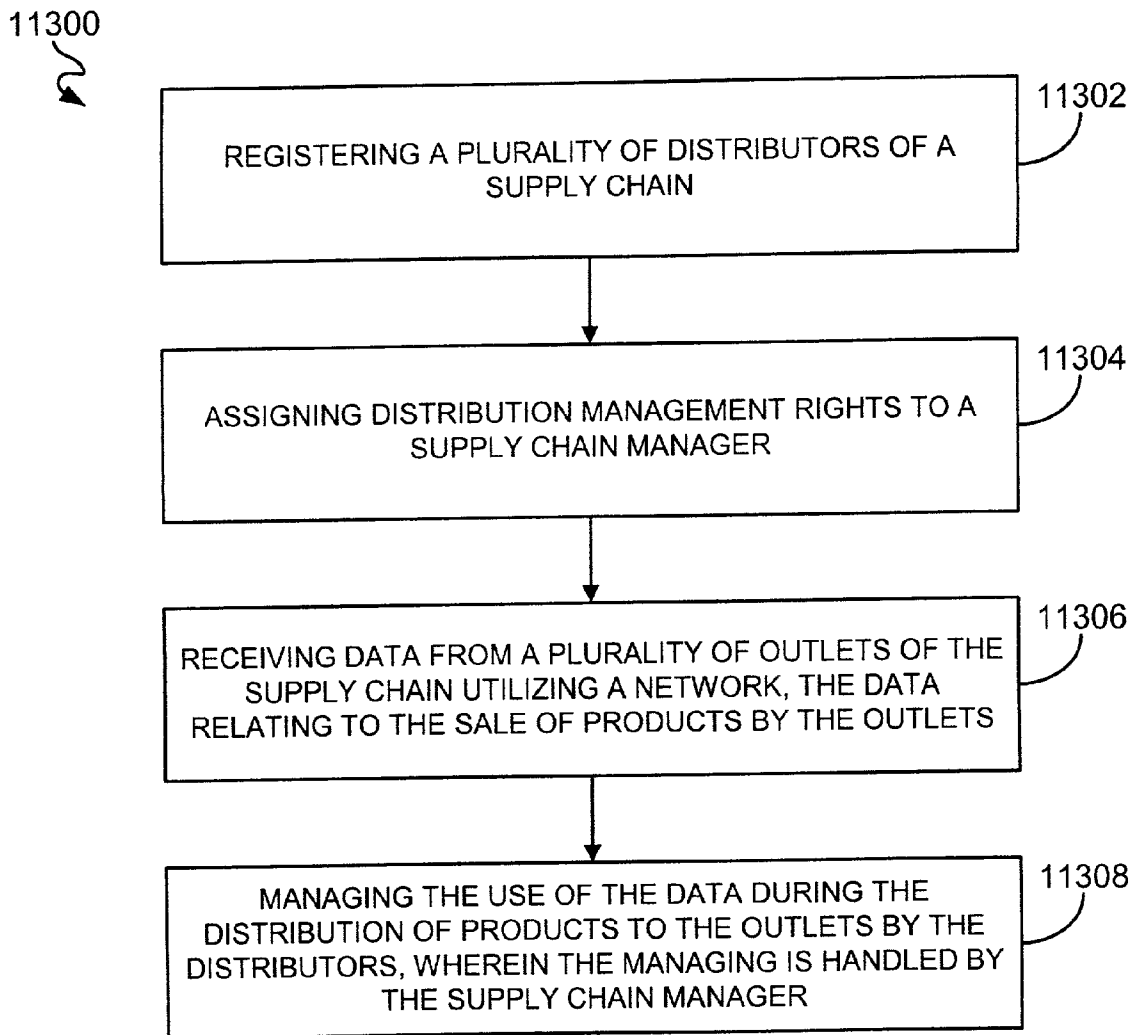 11300
11302
REGISTERING A PLURALITY OF DISTRIBUTORS OF A
SUPPLY CHAIN
11304
ASSIGNING DISTRIBUTION MANAGEMENT RIGHTS TO A
SUPPLY CHAIN MANAGER
11306
RECEIVING DATA FROM A PLURALITY OF OUTLETS OF THE
SUPPLY CHAIN UTILIZING A NETWORK, THE DATA
RELATING TO THE SALE OF PRODUCTS BY THE OUTLETS
11308
MANAGING THE USE OF THE DATA DURING THE
DISTRIBUTION OF PRODUCTS TO THE OUTLETS BY THE
DISTRIBUTORS, WHEREIN THE MANAGING IS HANDLED BY
THE SUPPLY CHAIN MANAGER